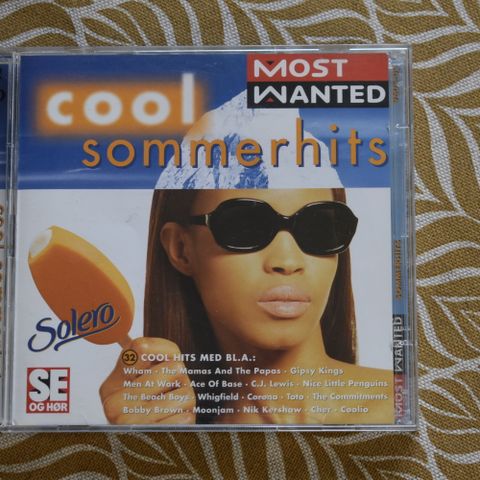 MOST
WANTED
cool
sommerhits
Solero
32 COOL HITS MED BL.A.:
Wham · The Mamas And The Papas · Gipsy Kings
Men At Work · Ace Of Base · C.J. Lewis · Nice Little Penguins
The Beach Boys · Whigfield · Corona · Toto · The Commitments
Bobby Brown · Moonjam · Nik Kershaw · Cher · Coolio
SE
OG HØR
MOST WANTED
SOMMERHITS